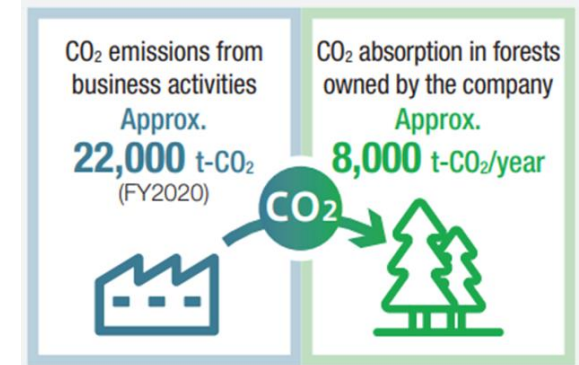 CO₂ emissions from
business activities
Approx.
22,000 t-CO₂
(FY2020)
CO₂ absorption in forests
owned by the company
Approx.
8,000 t-CO₂/year
CO₂